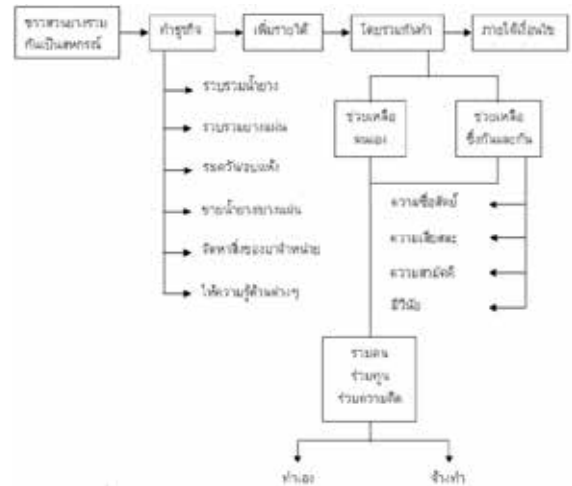 ชาวสวนยางรวม
กันเป็นสหกรณ์
ทำธุรกิจ
เพิ่มรายได้
โดยรวมกันทำ
ภายใต้เงื่อนไข
รวบรวมน้ำยาง
รวบรวมยางแผ่น
รมควัน/อบแห้ง
ขายน้ำยาง/ยางแผ่น
จัดหาสิ่งของมาจำหน่าย
ให้ความรู้ด้านต่างๆ
ช่วยเหลือ
ตนเอง
ช่วยเหลือ
ซึ่งกันและกัน
ความซื่อสัตย์
ความเสียสละ
ความสามัคคี
มีวินัย
รวมคน
ร่วมทุน
ร่วมความคิด
ทำเอง
จ้างทำ